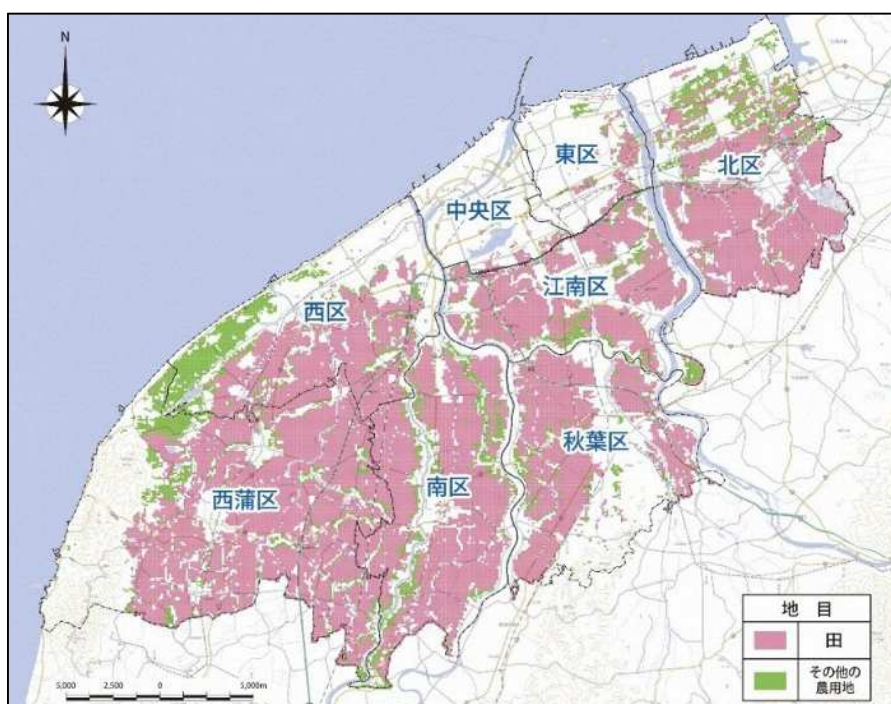 N
東区
北区
中央区
江南区
西区
秋葉区
南区
西蒲区
地　目
田
その他の
農用地
5,000 2,500 0 5,000m